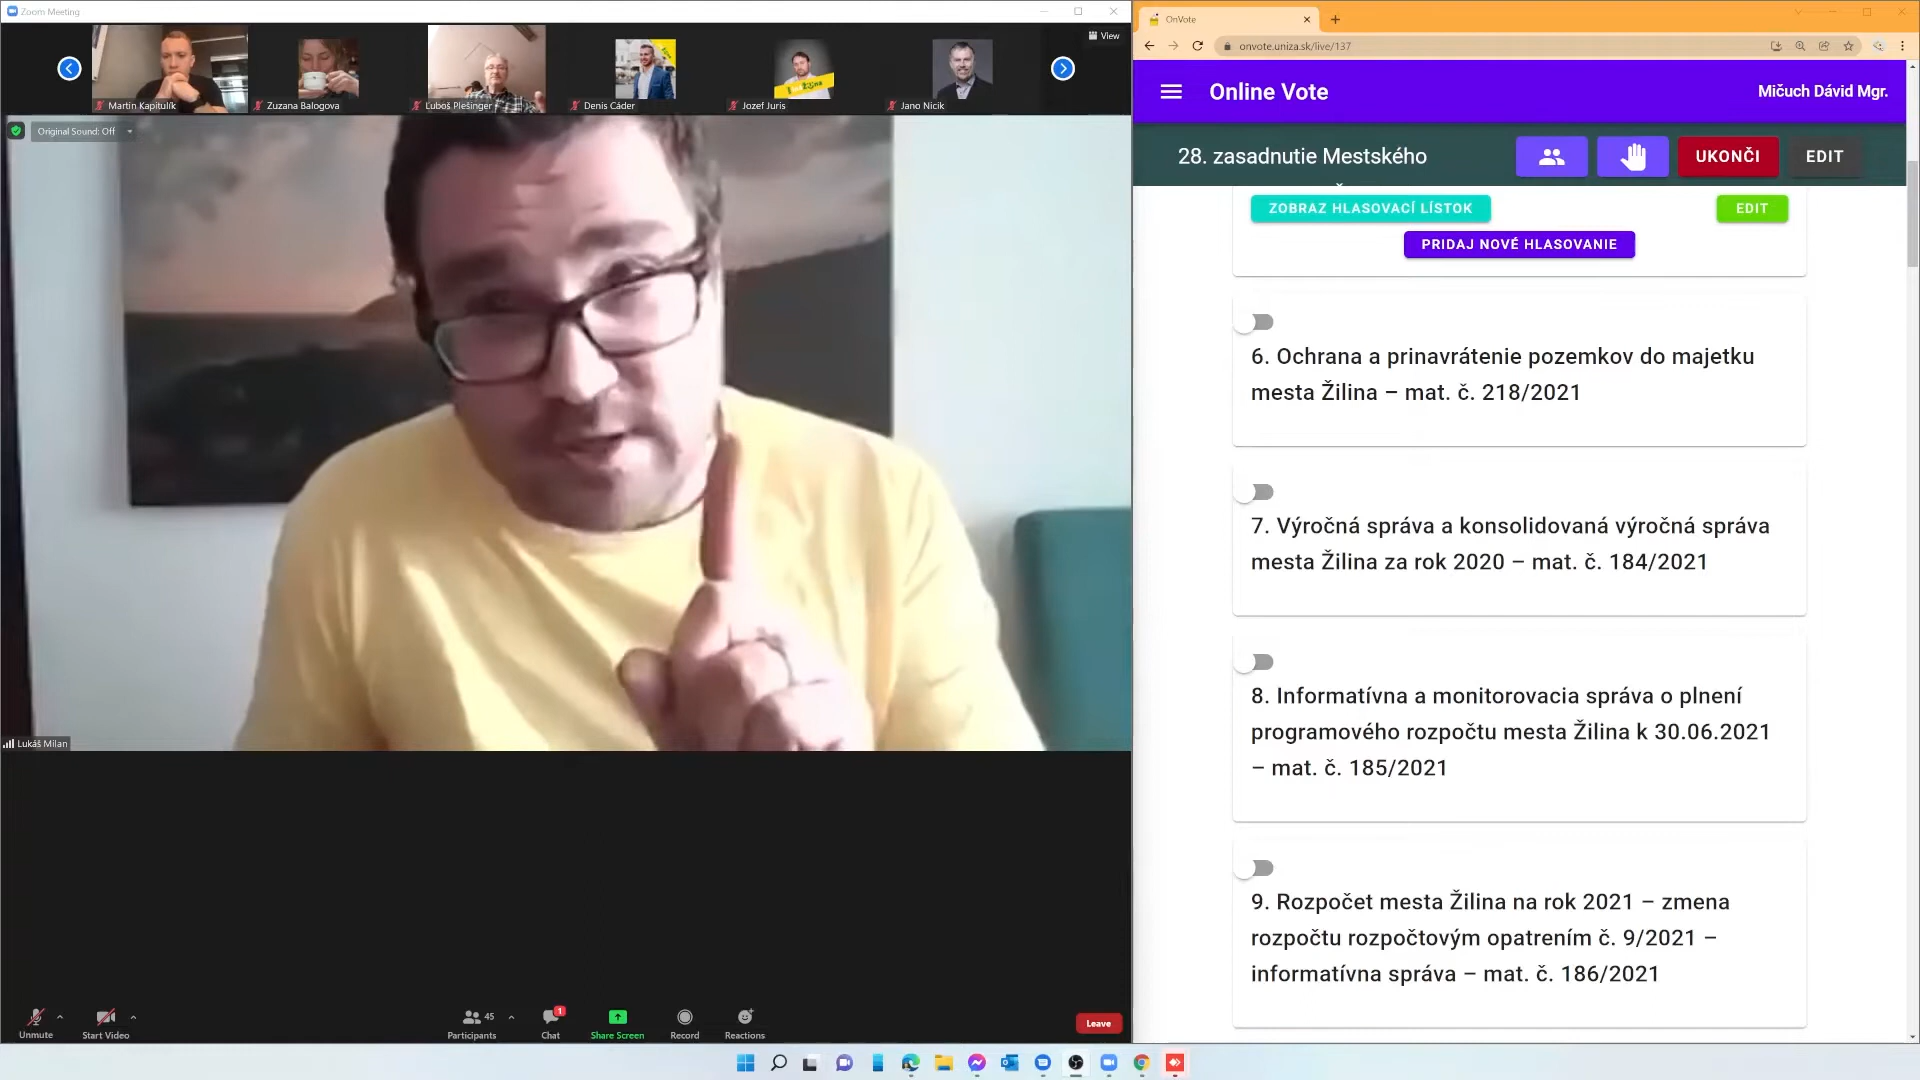 Zoom Meeting
View
Martin Kapitulík
Zuzana Balogova
Ľuboš Plešinger
Denis Cáder
Jozef Juris
Jano Nicík
Original Sound: Off
Lukáš Milan
Unmute
Start Video
45
Participants
1
Chat
Share Screen
Record
Reactions
Leave
OnVote
onvote.uniza.sk/live/137
Online Vote
Mičuch Dávid Mgr.
28. zasadnutie Mestského
UKONČI
EDIT
ZOBRAZ HLASOVACÍ LÍSTOK
EDIT
PRIDAJ NOVÉ HLASOVANIE
6. Ochrana a prinavrátenie pozemkov do majetku
mesta Žilina – mat. č. 218/2021
7. Výročná správa a konsolidovaná výročná správa
mesta Žilina za rok 2020 – mat. č. 184/2021
8. Informatívna a monitorovacia správa o plnení
programového rozpočtu mesta Žilina k 30.06.2021
– mat. č. 185/2021
9. Rozpočet mesta Žilina na rok 2021 – zmena
rozpočtu rozpočtovým opatrením č. 9/2021 –
informatívna správa – mat. č. 186/2021